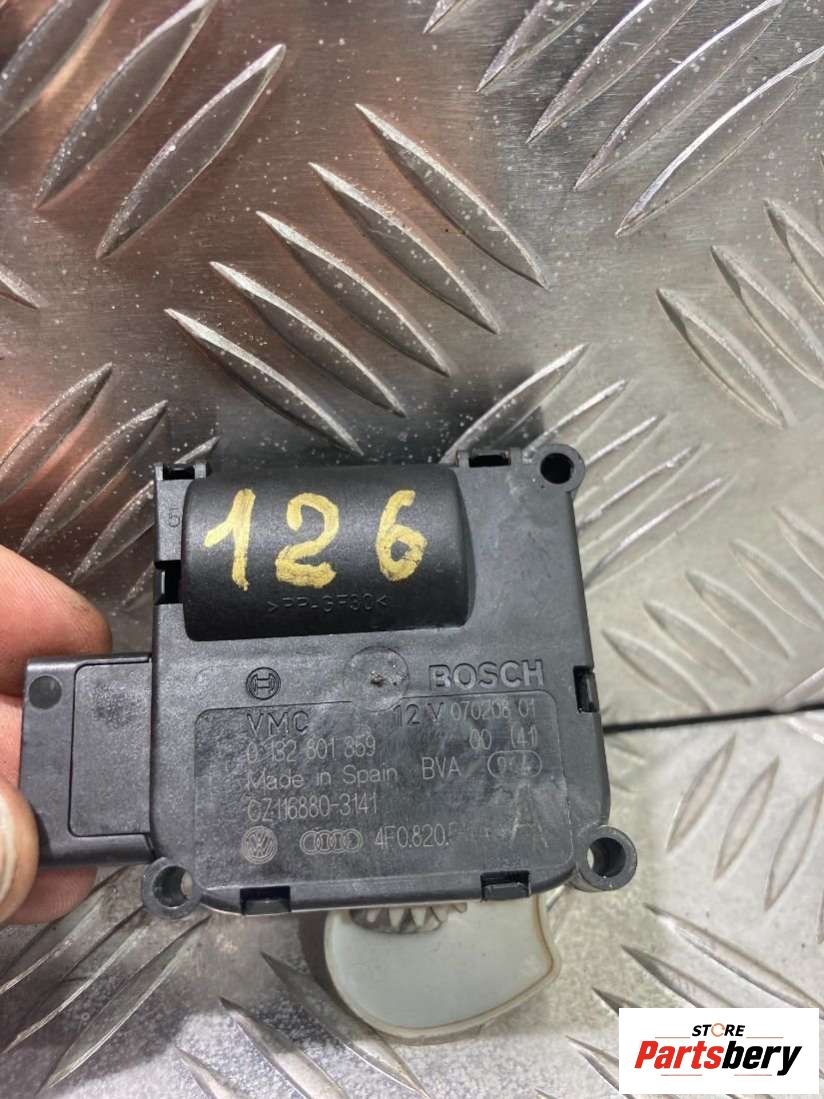 126
>PP-GF30<
BOSCH
VMC 12 V 070208 01
0 132 801 359 00 (41)
Made in Spain BVA
CZ116880-3141
4F0.820.
STORE
Partsbery